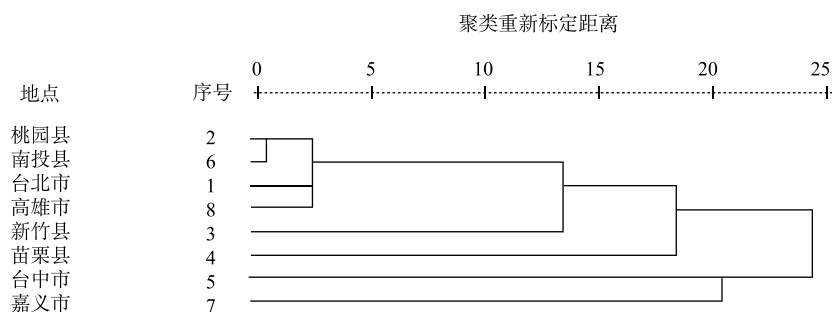 聚类重新标定距离
0 5 10 15 20 25
地点 序号
桃园县 2
南投县 6
台北市 1
高雄市 8
新竹县 3
苗栗县 4
台中市 5
嘉义市 7